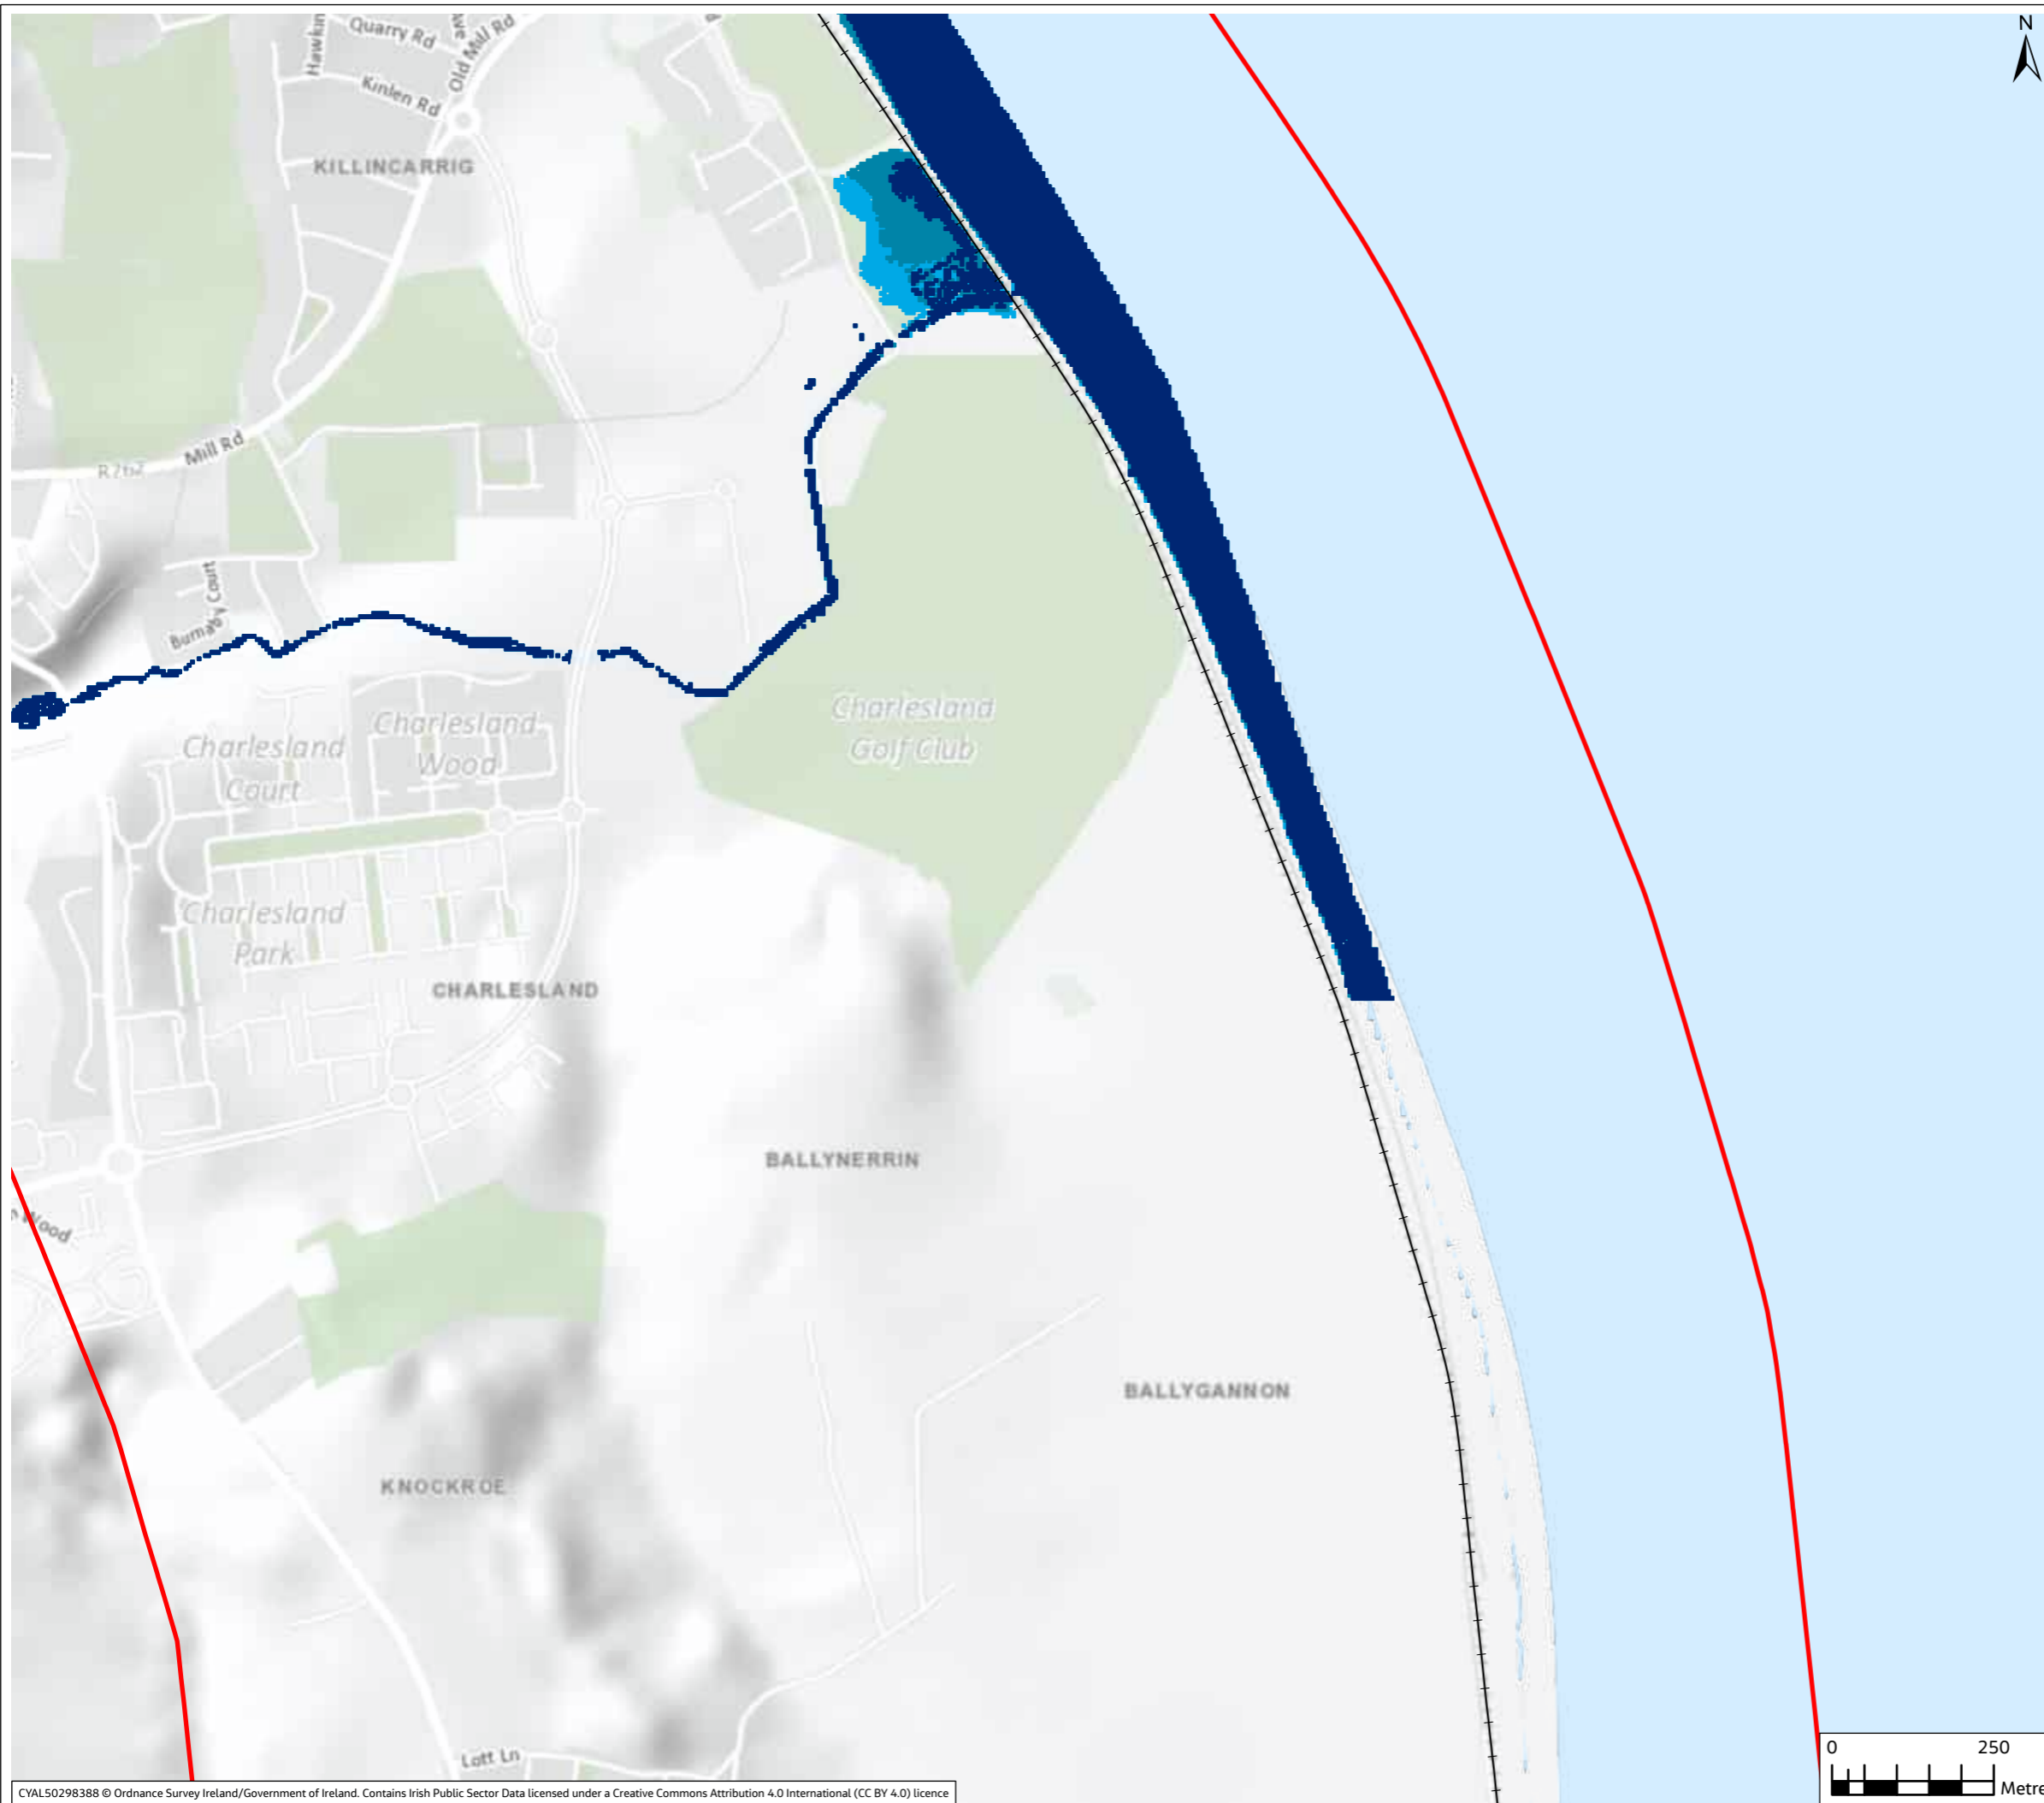 N
Quarry Rd
Old Mill Rd
Kinlen Rd
KILLINCARRIG
Mill Rd
R762
Burnaby Court
Charlesland
Wood
Charlesland
Court
Charlesland
Golf Club
Charlesland
Park
CHARLESLAND
BALLYNERRIN
Wood
BALLYGANNON
KNOCKROE
Lott Ln
0 250
Metre
CYAL50298388 © Ordnance Survey Ireland/Government of Ireland. Contains Irish Public Sector Data licensed under a Creative Commons Attribution 4.0 International (CC BY 4.0) licence